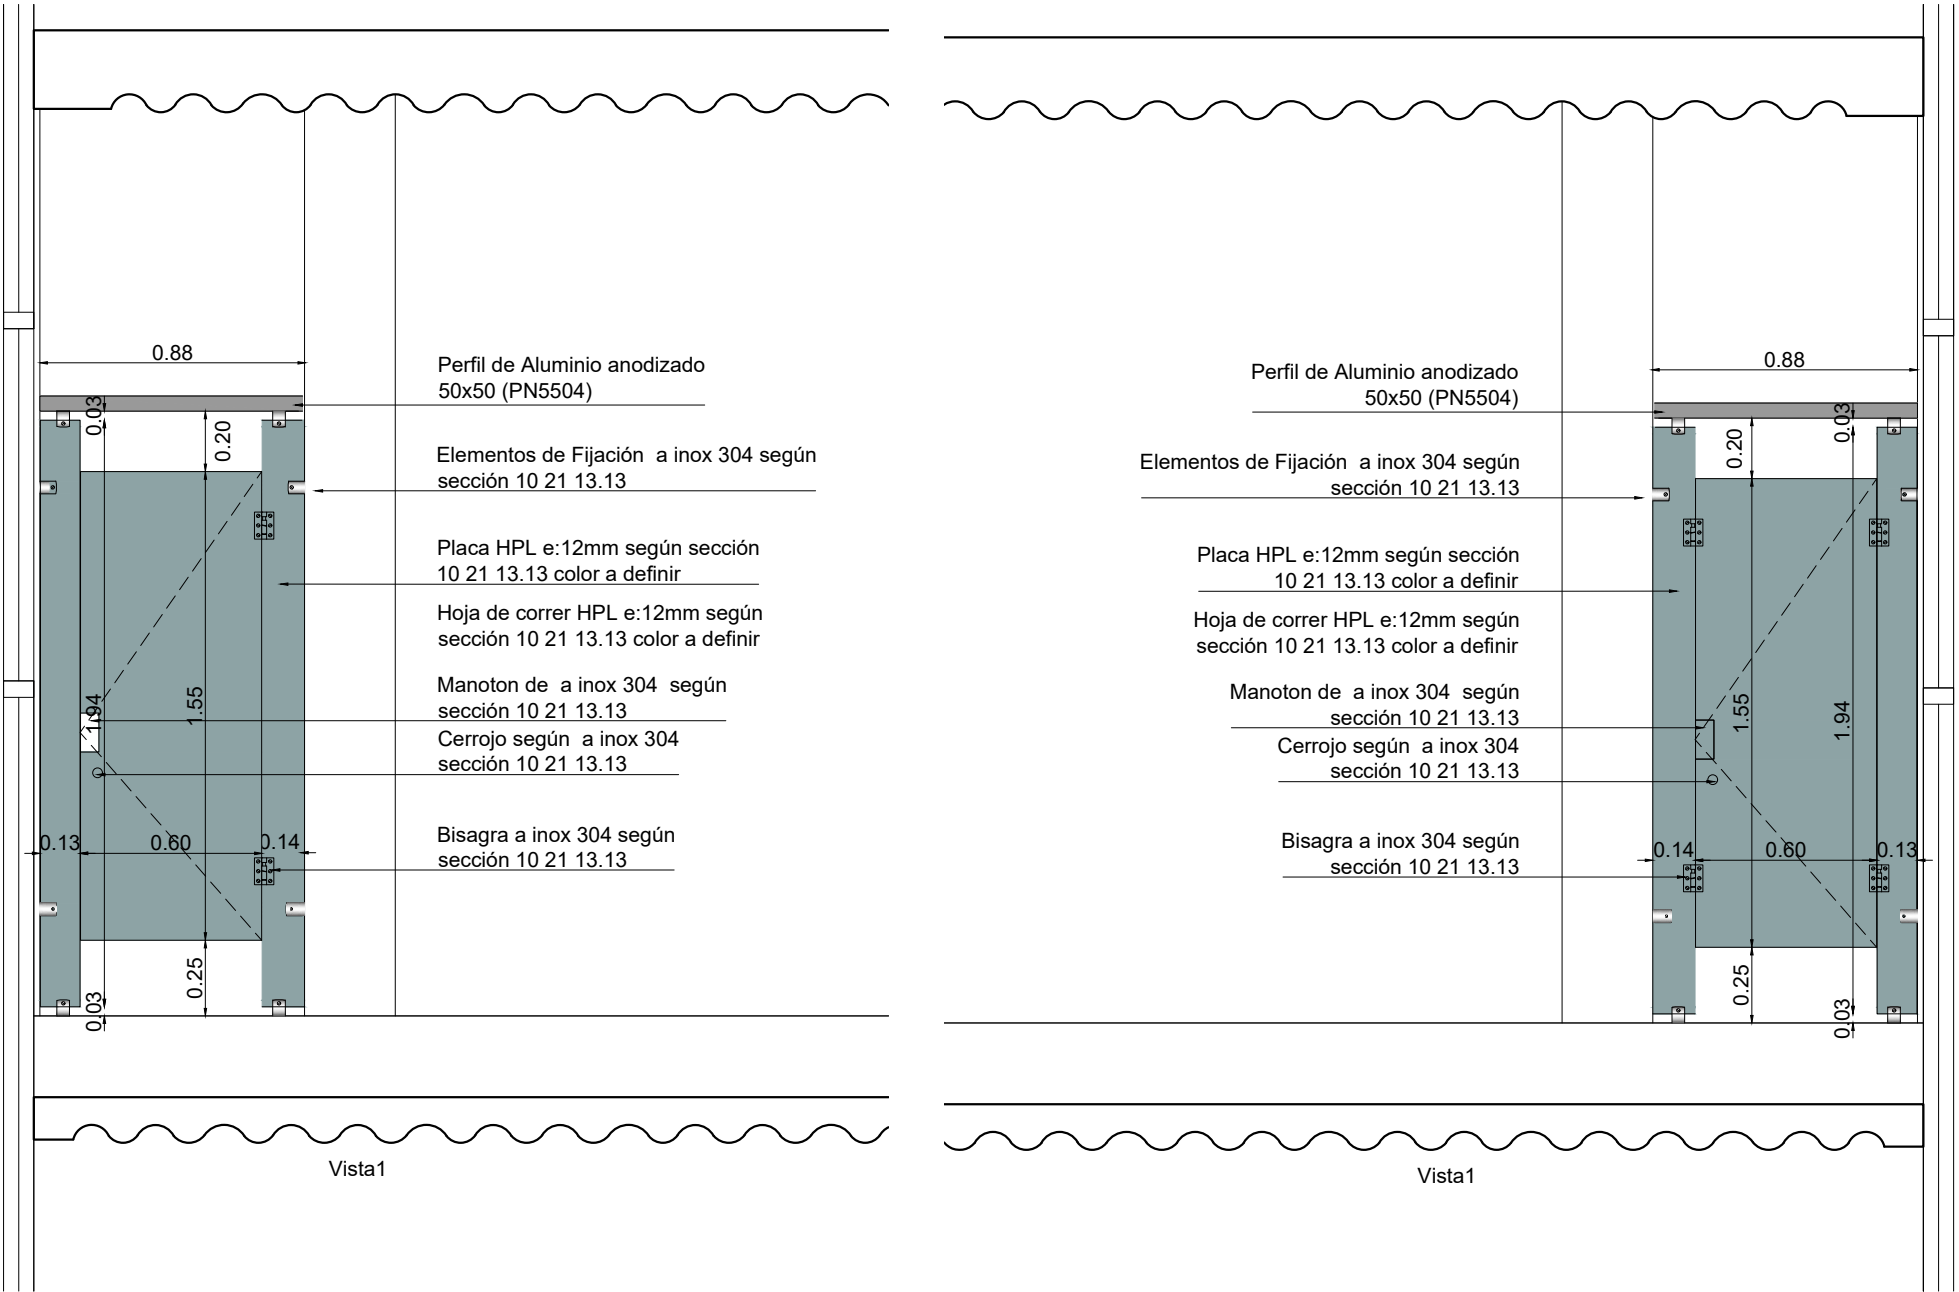 0.88
Perfil de Aluminio anodizado
50x50 (PN5504)
0.03
0.20
Elementos de Fijación  a inox 304 según
sección 10 21 13.13
Placa HPL e:12mm según sección
10 21 13.13 color a definir
Hoja de correr HPL e:12mm según
sección 10 21 13.13 color a definir
Manoton de  a inox 304  según
sección 10 21 13.13
1.94
1.55
Cerrojo según  a inox 304
sección 10 21 13.13
Bisagra a inox 304 según
sección 10 21 13.13
0.13
0.60
0.14
0.25
0.03
Vista1
0.88
Perfil de Aluminio anodizado
50x50 (PN5504)
0.03
0.20
Elementos de Fijación  a inox 304 según
sección 10 21 13.13
Placa HPL e:12mm según sección
10 21 13.13 color a definir
Hoja de correr HPL e:12mm según
sección 10 21 13.13 color a definir
Manoton de  a inox 304  según
sección 10 21 13.13
1.55
1.94
Cerrojo según  a inox 304
sección 10 21 13.13
Bisagra a inox 304 según
sección 10 21 13.13
0.14
0.60
0.13
0.25
0.03
Vista1